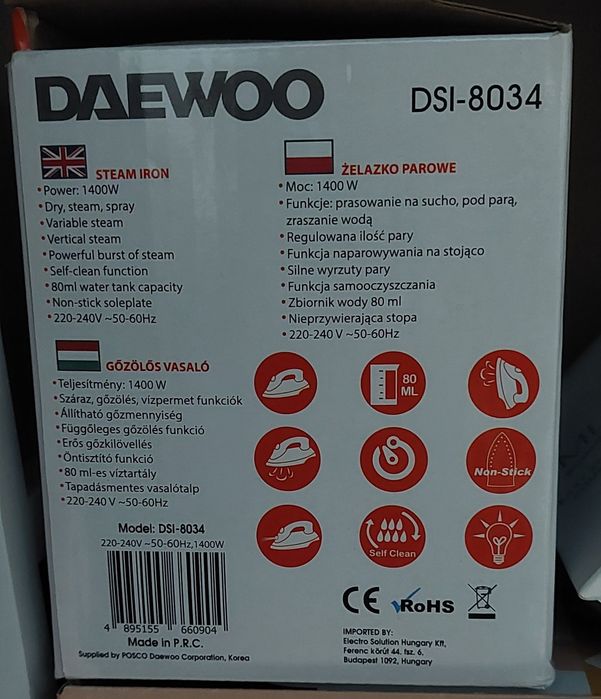 DAEWOO
DSI-8034
STEAM IRON
• Power: 1400W
• Dry, steam, spray
• Variable steam
• Vertical steam
• Powerful burst of steam
• Self-clean function
• 80ml water tank capacity
• Non-stick soleplate
• 220-240V ~50-60Hz
ŻELAZKO PAROWE
• Moc: 1400 W
• Funkcje: prasowanie na sucho, pod parą,
zraszanie wodą
• Regulowana ilość pary
• Funkcja naparowywania na stojąco
• Silne wyrzuty pary
• Funkcja samooczyszczania
• Zbiornik wody 80 ml
• Nieprzywierająca stopa
• 220-240 V ~50-60Hz
GŐZÖLŐS VASALÓ
• Teljesítmény: 1400 W
• Száraz, gőzölés, vízpermet funkciók
• Állítható gőzmennyiség
• Függőleges gőzölés funkció
• Erős gőzkilövellés
• Öntisztító funkció
• 80 ml-es víztartály
• Tapadásmentes vasalótalp
• 220-240 V ~50-60Hz
80
ML
Non-Stick
Self Clean
Model: DSI-8034
220-240V ~50-60Hz,1400W
4 895155 660904
Made in P.R.C.
Supplied by POSCO Daewoo Corporation, Korea
CE RoHS
IMPORTED BY:
Electro Solution Hungary Kft,
Ferenc körút 44. fsz. 6.
Budapest 1092, Hungary